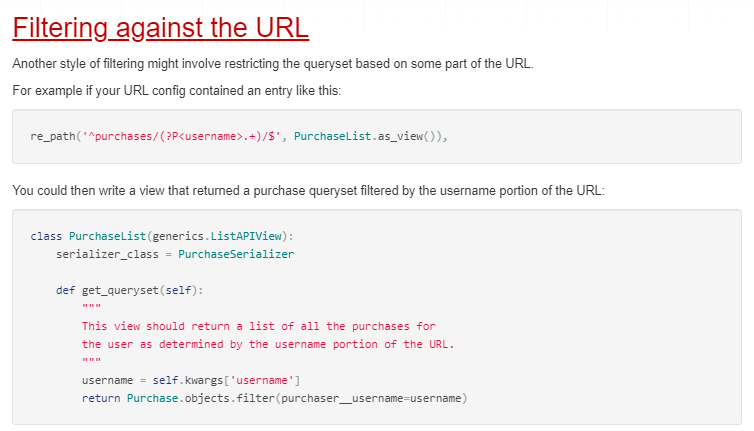 Filtering against the URL
Another style of filtering might involve restricting the queryset based on some part of the URL.
For example if your URL config contained an entry like this:
re_path('^purchases/(?P<username>.+)/$', PurchaseList.as_view()),
You could then write a view that returned a purchase queryset filtered by the username portion of the URL:
class PurchaseList(generics.ListAPIView):
    serializer_class = PurchaseSerializer
    def get_queryset(self):
        """
        This view should return a list of all the purchases for
        the user as determined by the username portion of the URL.
        """
        username = self.kwargs['username']
        return Purchase.objects.filter(purchaser__username=username)